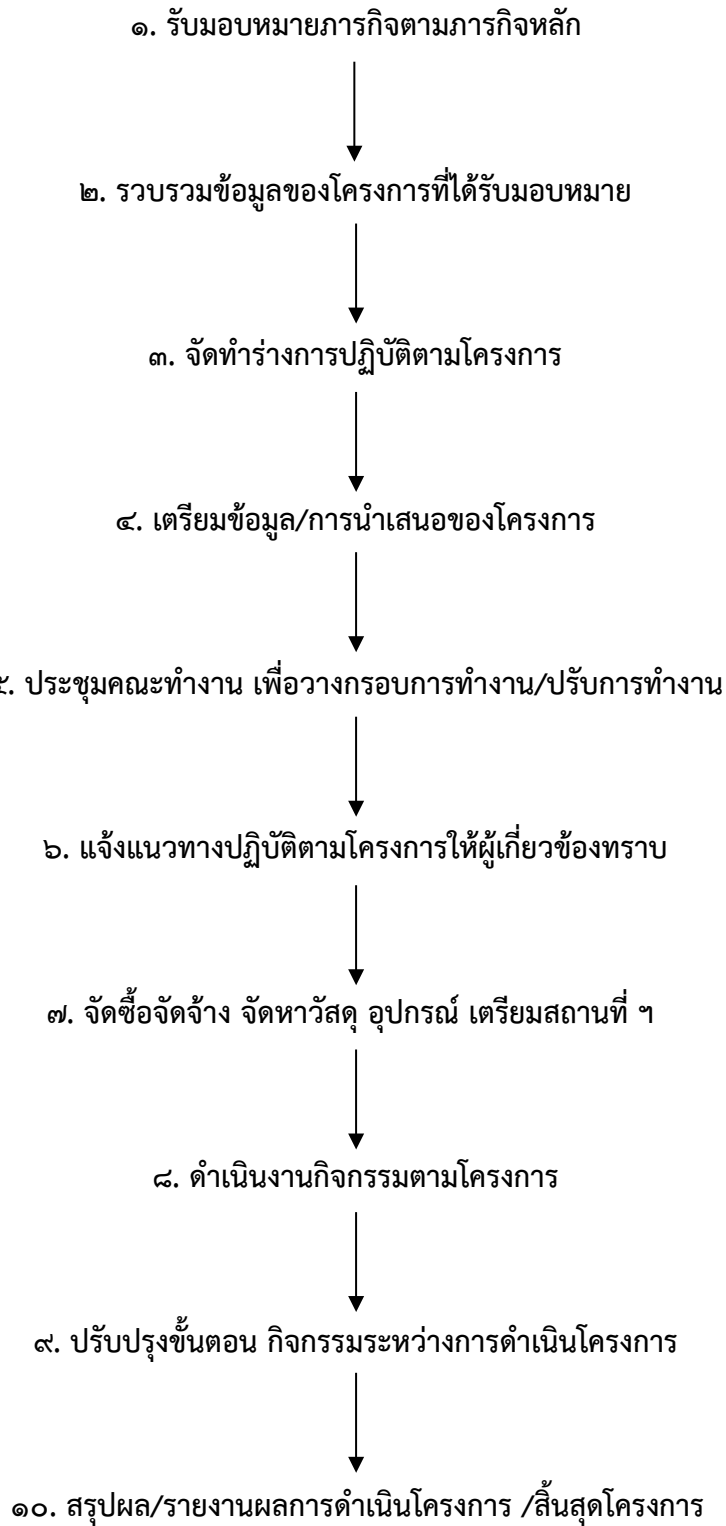 ๑. รับมอบหมายภารกิจตามภารกิจหลัก
๒. รวบรวมข้อมูลของโครงการที่ได้รับมอบหมาย
๓. จัดทำร่างการปฏิบัติตามโครงการ
๔. เตรียมข้อมูล/การนำเสนอของโครงการ
๕. ประชุมคณะทำงาน เพื่อวางกรอบการทำงาน/ปรับการทำงาน
๖. แจ้งแนวทางปฏิบัติตามโครงการให้ผู้เกี่ยวข้องทราบ
๗. จัดซื้อจัดจ้าง จัดหาวัสดุ อุปกรณ์ เตรียมสถานที่ ฯ
๘. ดำเนินงานกิจกรรมตามโครงการ
๙. ปรับปรุงขั้นตอน กิจกรรมระหว่างการดำเนินโครงการ
๑๐. สรุปผล/รายงานผลการดำเนินโครงการ /สิ้นสุดโครงการ